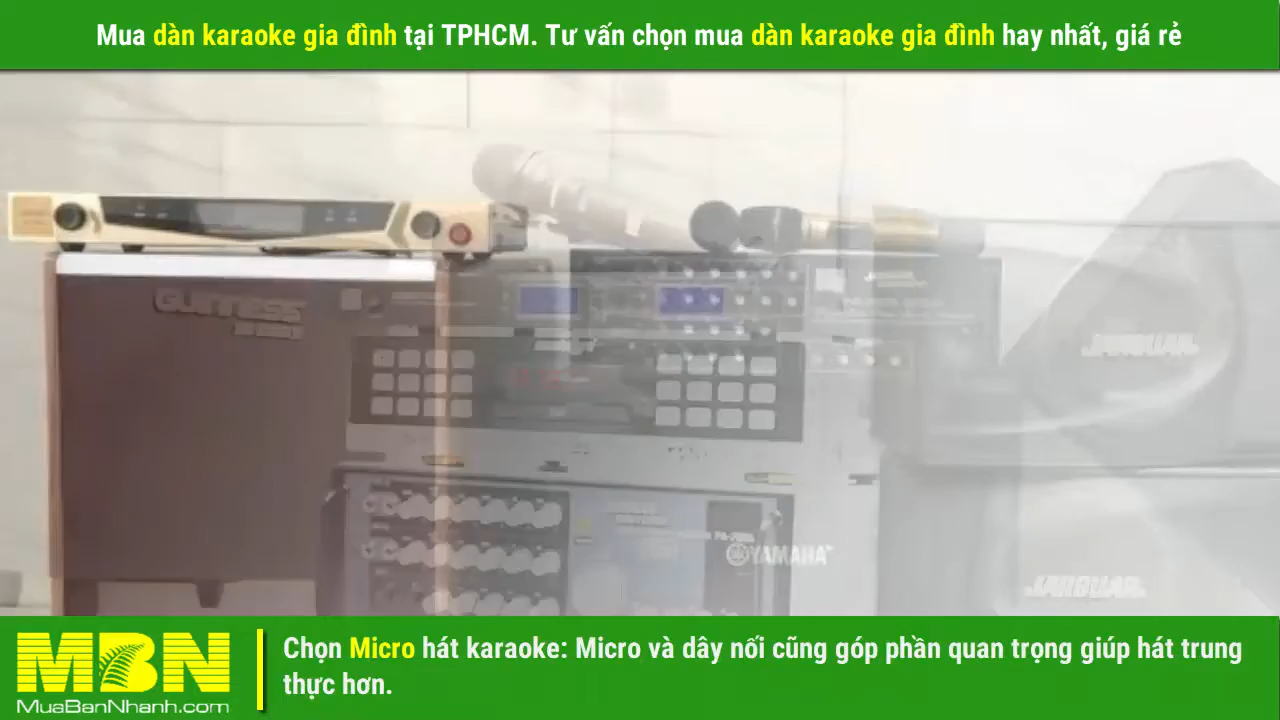 Mua dàn karaoke gia đình tại TPHCM. Tư vấn chọn mua dàn karaoke gia đình hay nhất, giá rẻ
GUINNESS
JARGUAR
YAMAHA
JARGUAR
MBN
MuaBanNhanh.com
Chọn Micro hát karaoke: Micro và dây nối cũng góp phần quan trọng giúp hát trung
thực hơn.